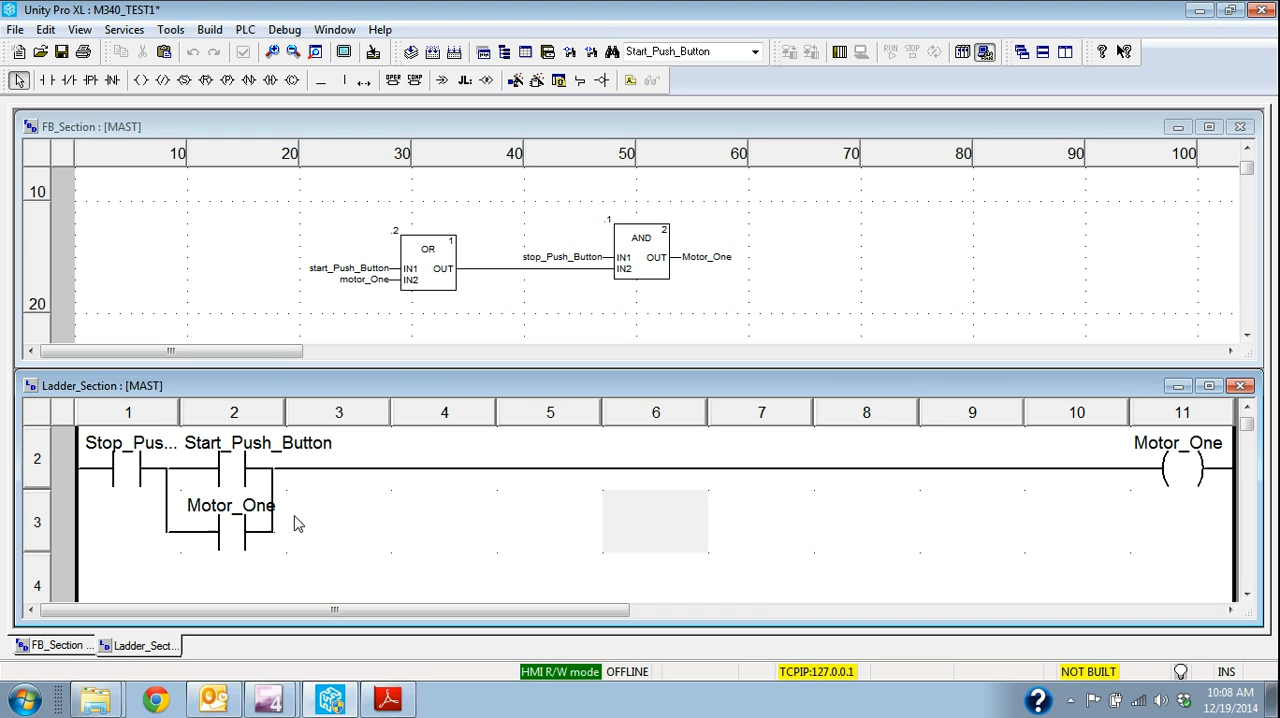 Unity Pro XL : M340_TEST1*
File Edit View Services Tools Build PLC Debug Window Help
Start_Push_Button
FB_Section : [MAST]
10 20 30 40 50 60 70 80 90 100
10
.2 1
OR
start_Push_Button IN1 OUT
motor_One IN2
.1 2
AND
stop_Push_Button IN1 OUT Motor_One
IN2
20
Ladder_Section : [MAST]
1 2 3 4 5 6 7 8 9 10 11
2 Stop_Pus... Start_Push_Button Motor_One
3 Motor_One
4
FB_Section ... Ladder_Sect...
HMI R/W mode OFFLINE TCPIP:127.0.0.1 NOT BUILT INS
10:08 AM
12/19/2014